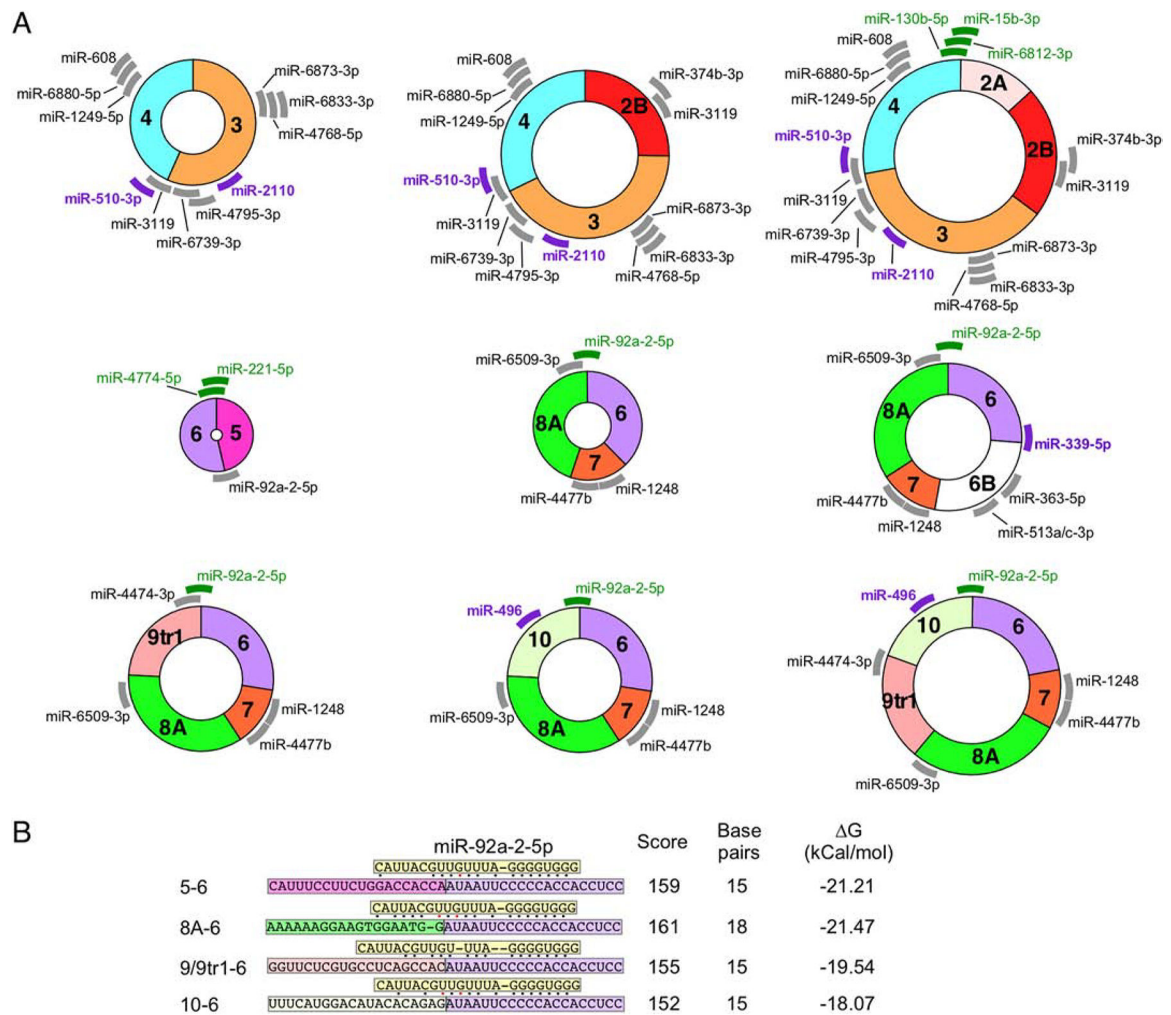 A
miR-608
miR-6880-5p
miR-1249-5p
4
3
miR-6873-3p
miR-6833-3p
miR-4768-5p
miR-510-3p
miR-3119
miR-6739-3p
miR-4795-3p
miR-2110
miR-608
miR-6880-5p
miR-1249-5p
4
2B
3
miR-374b-3p
miR-3119
miR-510-3p
miR-3119
miR-6739-3p
miR-4795-3p
miR-2110
miR-6873-3p
miR-6833-3p
miR-4768-5p
miR-130b-5p
miR-15b-3p
miR-6812-3p
miR-608
miR-6880-5p
miR-1249-5p
4
2A
2B
3
miR-374b-3p
miR-3119
miR-510-3p
miR-3119
miR-6739-3p
miR-4795-3p
miR-2110
miR-6873-3p
miR-6833-3p
miR-4768-5p
miR-4774-5p
miR-221-5p
6
5
miR-92a-2-5p
miR-6509-3p
miR-92a-2-5p
8A
6
7
miR-4477b
miR-1248
miR-6509-3p
miR-92a-2-5p
8A
6
miR-339-5p
7
6B
miR-363-5p
miR-513a/c-3p
miR-4477b
miR-1248
miR-4474-3p
miR-92a-2-5p
9tr1
6
7
8A
miR-1248
miR-4477b
miR-6509-3p
miR-496
miR-92a-2-5p
10
6
7
8A
miR-1248
miR-4477b
miR-6509-3p
miR-496
miR-92a-2-5p
10
6
miR-4474-3p
9tr1
7
8A
miR-1248
miR-4477b
miR-6509-3p
B
miR-92a-2-5p
Score
Base pairs
ΔG (kCal/mol)
CAUUACGUUGUUUA-GGGGUGGG
5-6 CAUUUCCUUCUGGACCACCAAUAAUUCCCCCACCACCUCC 159 15 -21.21
CAUUACGUUGUUUA-GGGGUGGG
8A-6 AAAAAAGGAAGUGGAAUG-GAUAAUUCCCCCACCACCUCC 161 18 -21.47
CAUUACGUUGU-UUA--GGGGUGGG
9/9tr1-6 GGUUCUCGUGCCUCAGCCACAUAAUUCCCCCACCACCUCC 155 15 -19.54
CAUUACGUUGUUUA-GGGGUGGG
10-6 UUUCAUGGACAUACACAGAGAUAAUUCCCCCACCACCUCC 152 15 -18.07